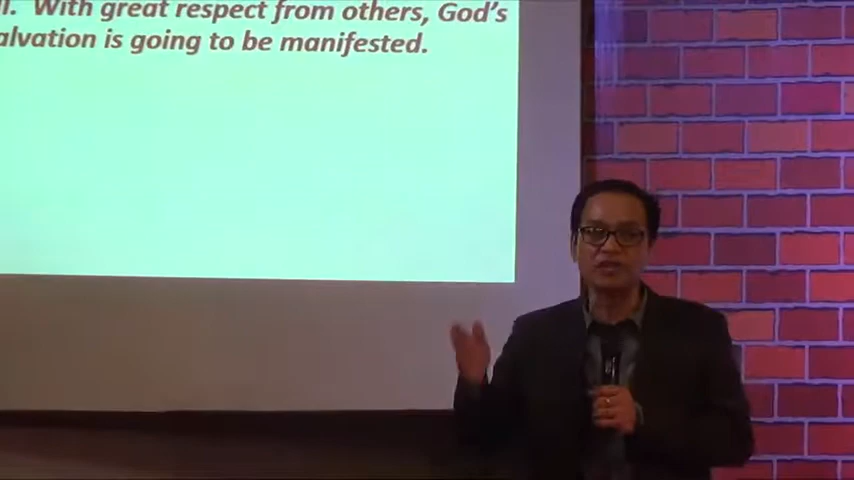 With great respect from others, God's
alvation is going to be manifested.